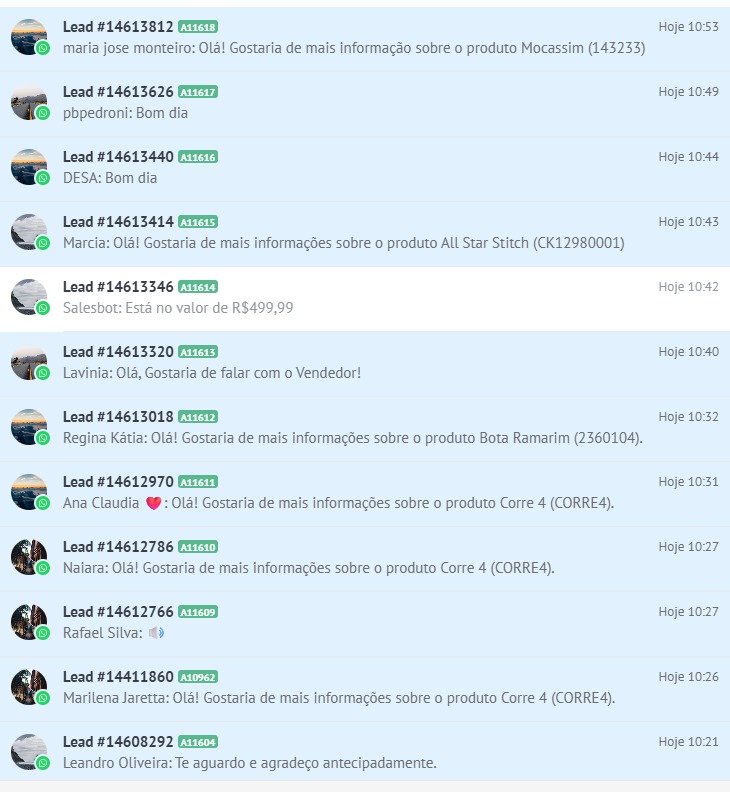 Lead #14613812 A11618 Hoje 10:53
maria jose monteiro: Olá! Gostaria de mais informação sobre o produto Mocassim (143233)
Lead #14613626 A11617 Hoje 10:49
pbpedroni: Bom dia
Lead #14613440 A11616 Hoje 10:44
DESA: Bom dia
Lead #14613414 A11615 Hoje 10:43
Marcia: Olá! Gostaria de mais informações sobre o produto All Star Stitch (CK12980001)
Lead #14613346 A11614 Hoje 10:42
Salesbot: Está no valor de R$499,99
Lead #14613320 A11613 Hoje 10:40
Lavinia: Olá, Gostaria de falar com o Vendedor!
Lead #14613018 A11612 Hoje 10:32
Regina Kátia: Olá! Gostaria de mais informações sobre o produto Bota Ramarim (2360104).
Lead #14612970 A11611 Hoje 10:31
Ana Claudia ❤️: Olá! Gostaria de mais informações sobre o produto Corre 4 (CORRE4).
Lead #14612786 A11610 Hoje 10:27
Naiara: Olá! Gostaria de mais informações sobre o produto Corre 4 (CORRE4).
Lead #14612766 A11609 Hoje 10:27
Rafael Silva: 🔊
Lead #14411860 A10962 Hoje 10:26
Marilena Jaretta: Olá! Gostaria de mais informações sobre o produto Corre 4 (CORRE4).
Lead #14608292 A11604 Hoje 10:21
Leandro Oliveira: Te aguardo e agradeço antecipadamente.